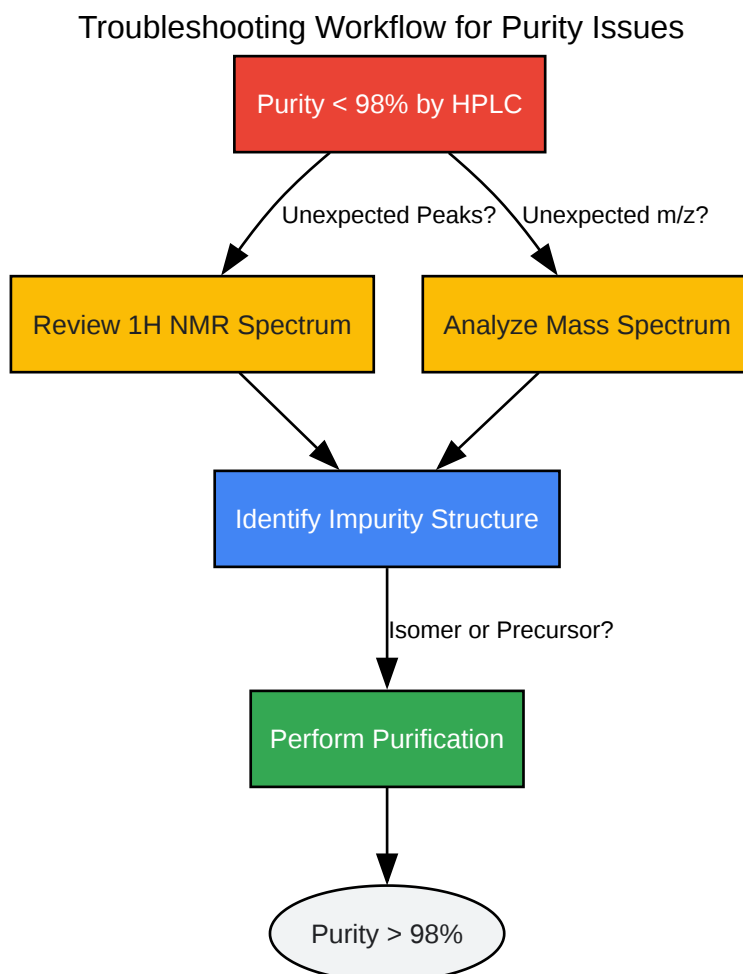 Troubleshooting Workflow for Purity Issues
Purity < 98% by HPLC
Unexpected Peaks?
Unexpected m/z?
Review 1H NMR Spectrum
Analyze Mass Spectrum
Identify Impurity Structure
Isomer or Precursor?
Perform Purification
Purity > 98%